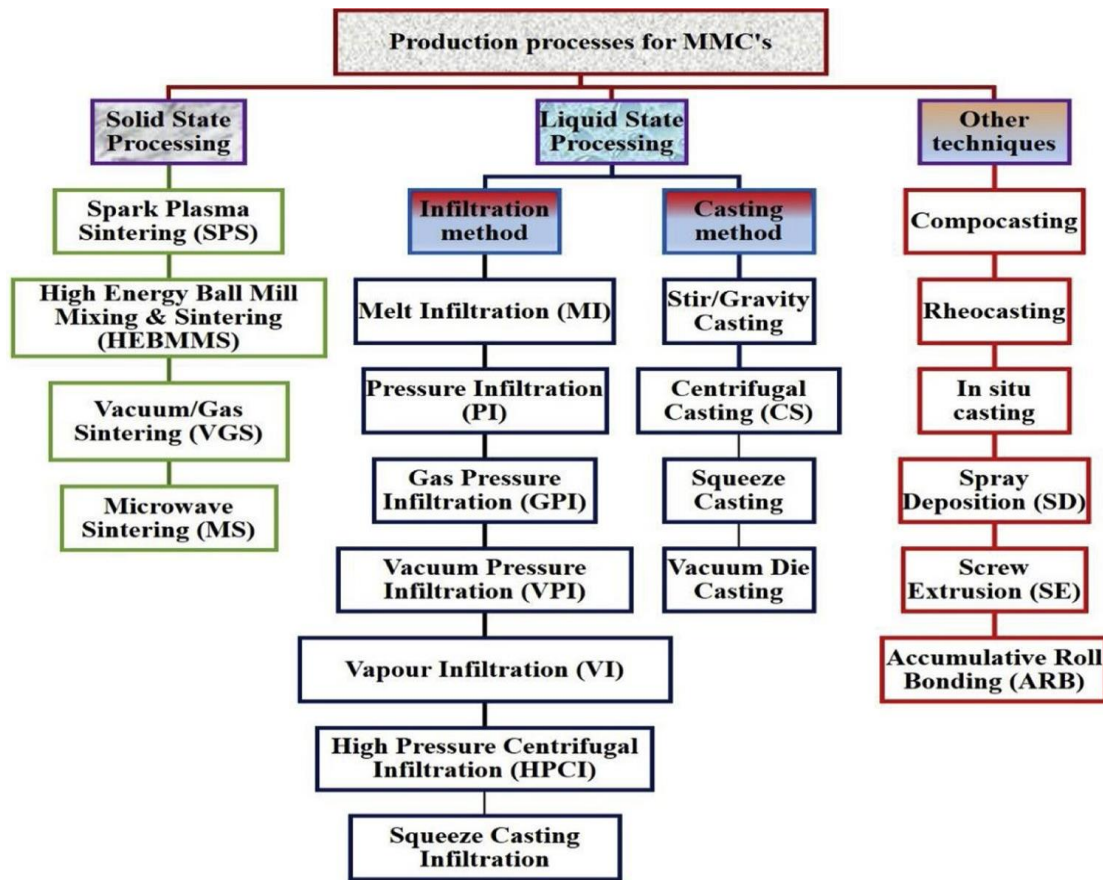 Production processes for MMC's
Solid State
Processing
Liquid State
Processing
Other
techniques
Spark Plasma
Sintering (SPS)
High Energy Ball Mill
Mixing & Sintering
(HEBMMS)
Vacuum/Gas
Sintering (VGS)
Microwave
Sintering (MS)
Infiltration
method
Melt Infiltration (MI)
Pressure Infiltration
(PI)
Gas Pressure
Infiltration (GPI)
Vacuum Pressure
Infiltration (VPI)
Vapour Infiltration (VI)
High Pressure Centrifugal
Infiltration (HPCI)
Squeeze Casting
Infiltration
Casting
method
Stir/Gravity
Casting
Centrifugal
Casting (CS)
Squeeze
Casting
Vacuum Die
Casting
Compocasting
Rheocasting
In situ
casting
Spray
Deposition (SD)
Screw
Extrusion (SE)
Accumulative Roll
Bonding (ARB)